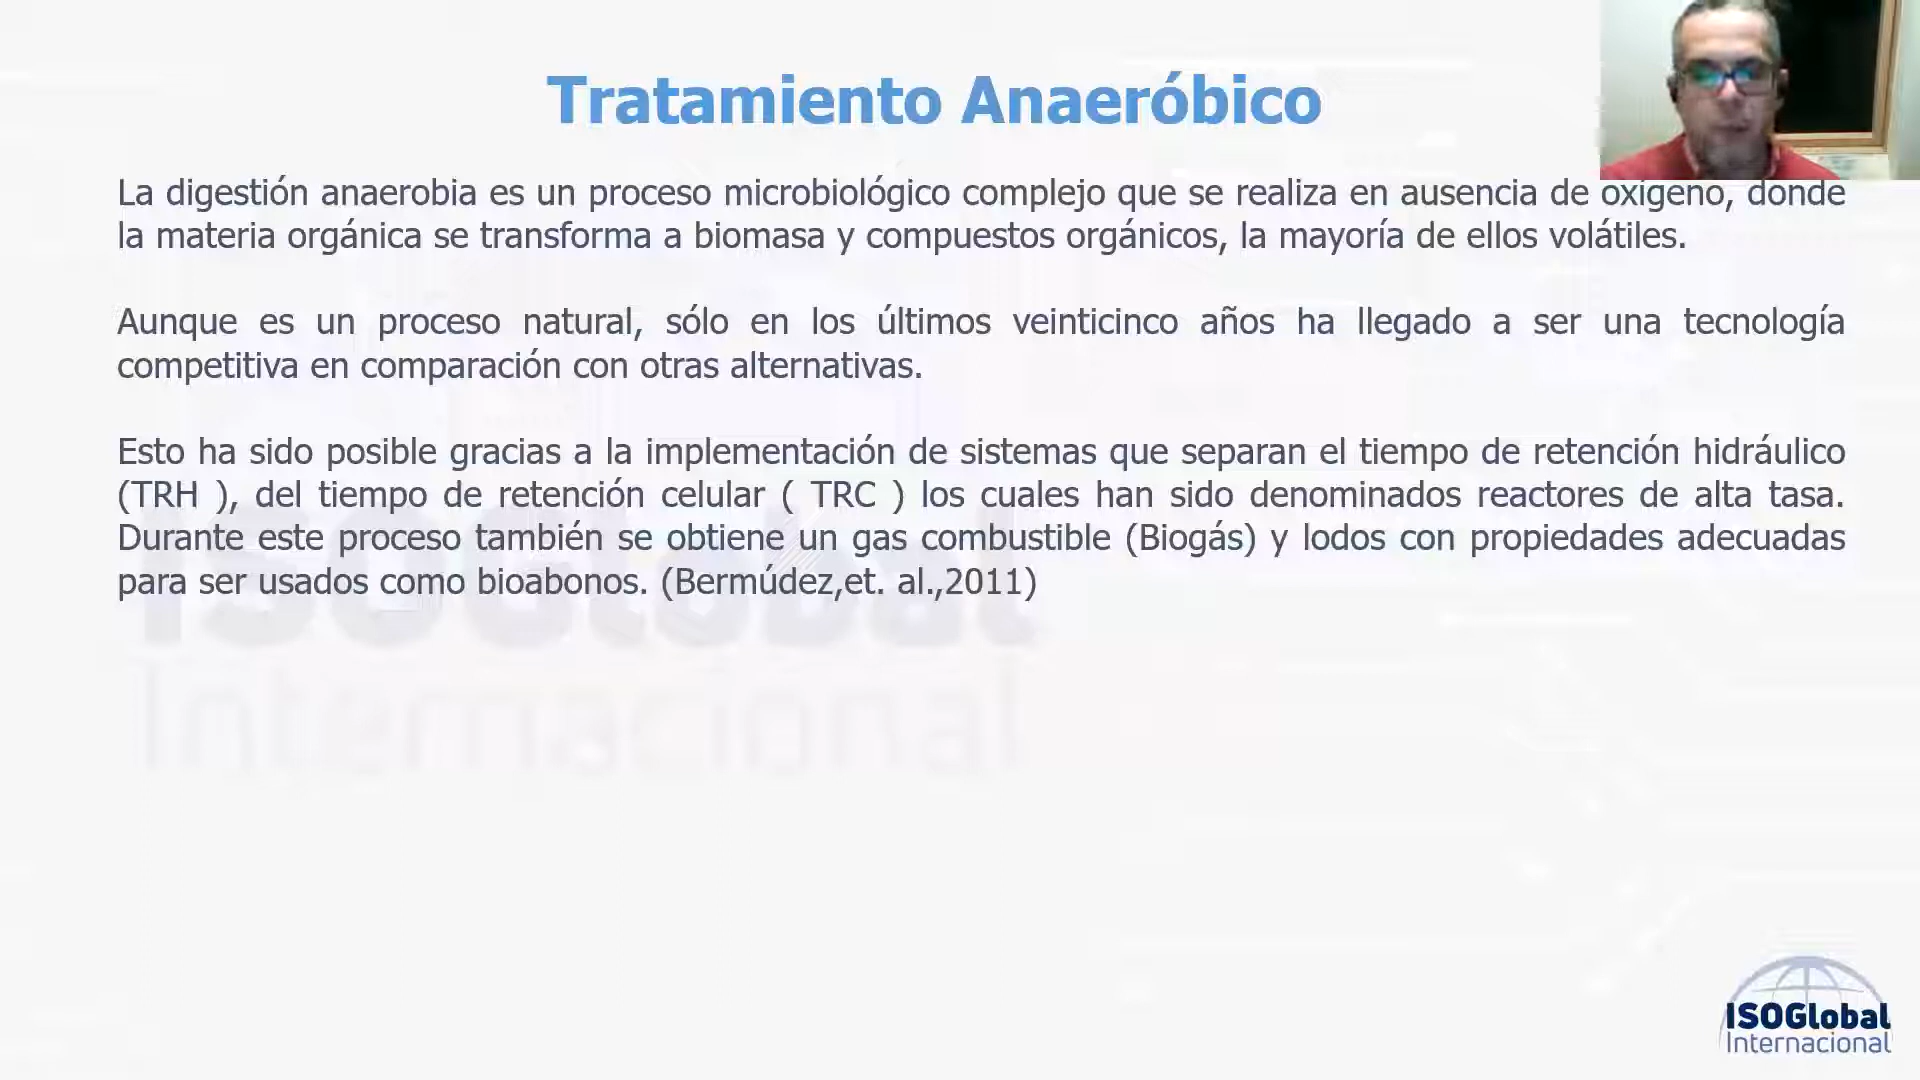 Tratamiento Anaeróbico
La digestión anaerobia es un proceso microbiológico complejo que se realiza en ausencia de oxígeno, donde
la materia orgánica se transforma a biomasa y compuestos orgánicos, la mayoría de ellos volátiles.
Aunque es un proceso natural, sólo en los últimos veinticinco años ha llegado a ser una tecnología
competitiva en comparación con otras alternativas.
Esto ha sido posible gracias a la implementación de sistemas que separan el tiempo de retención hidráulico
(TRH ), del tiempo de retención celular ( TRC ) los cuales han sido denominados reactores de alta tasa.
Durante este proceso también se obtiene un gas combustible (Biogás) y lodos con propiedades adecuadas
para ser usados como bioabonos. (Bermúdez,et. al.,2011)
ISOGlobal
Internacional
ISOGlobal
Internacional